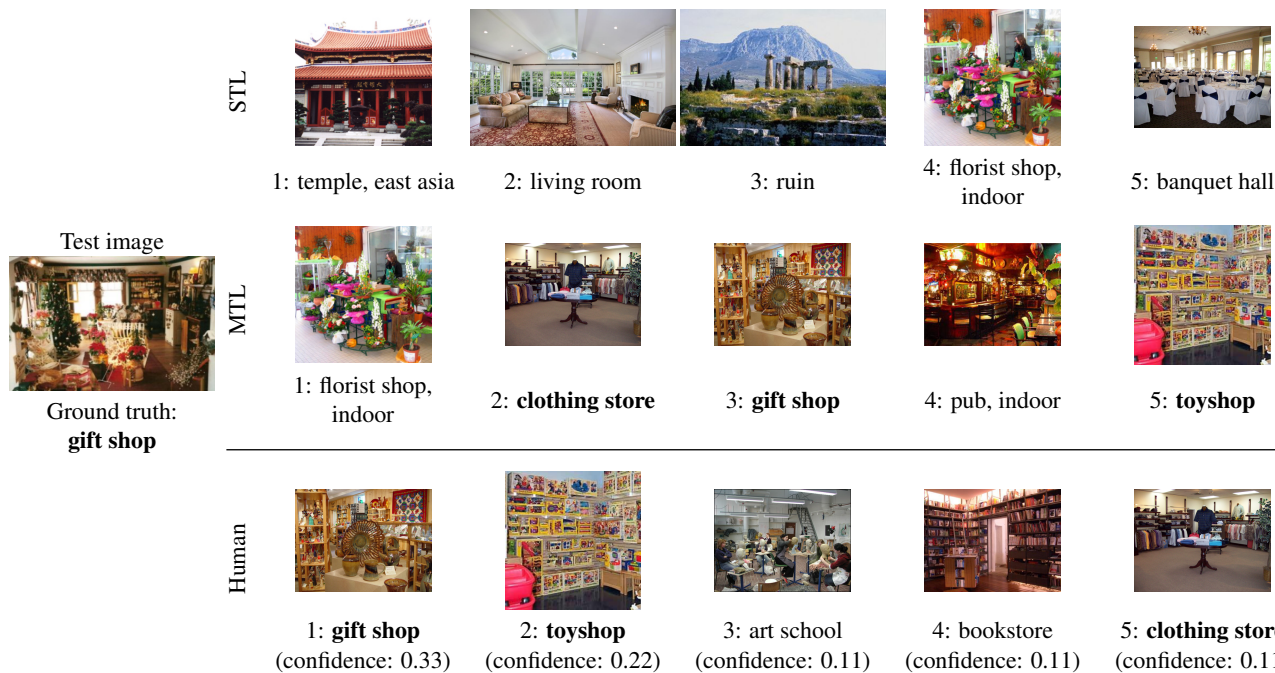 STL
1: temple, east asia
2: living room
3: ruin
4: florist shop,
indoor
5: banquet hall
Test image
Ground truth:
gift shop
MTL
1: florist shop,
indoor
2: clothing store
3: gift shop
4: pub, indoor
5: toyshop
Human
1: gift shop
(confidence: 0.33)
2: toyshop
(confidence: 0.22)
3: art school
(confidence: 0.11)
4: bookstore
(confidence: 0.11)
5: clothing store
(confidence: 0.11